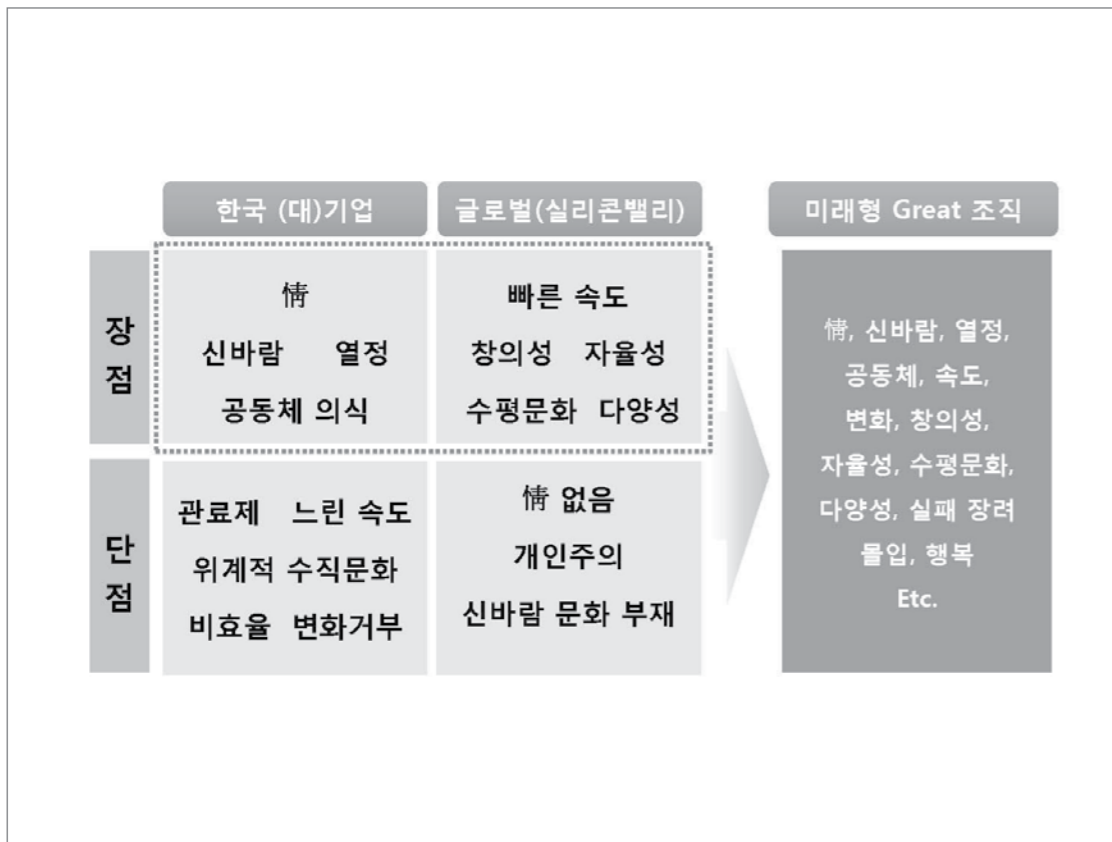 한국 (대)기업
글로벌(실리콘밸리)
미래형 Great 조직
장점
情
신바람 열정
공동체 의식
빠른 속도
창의성 자율성
수평문화 다양성
단점
관료제 느린 속도
위계적 수직문화
비효율 변화거부
情 없음
개인주의
신바람 문화 부재
情, 신바람, 열정,
공동체, 속도,
변화, 창의성,
자율성, 수평문화,
다양성, 실패 장려
몰입, 행복
Etc.